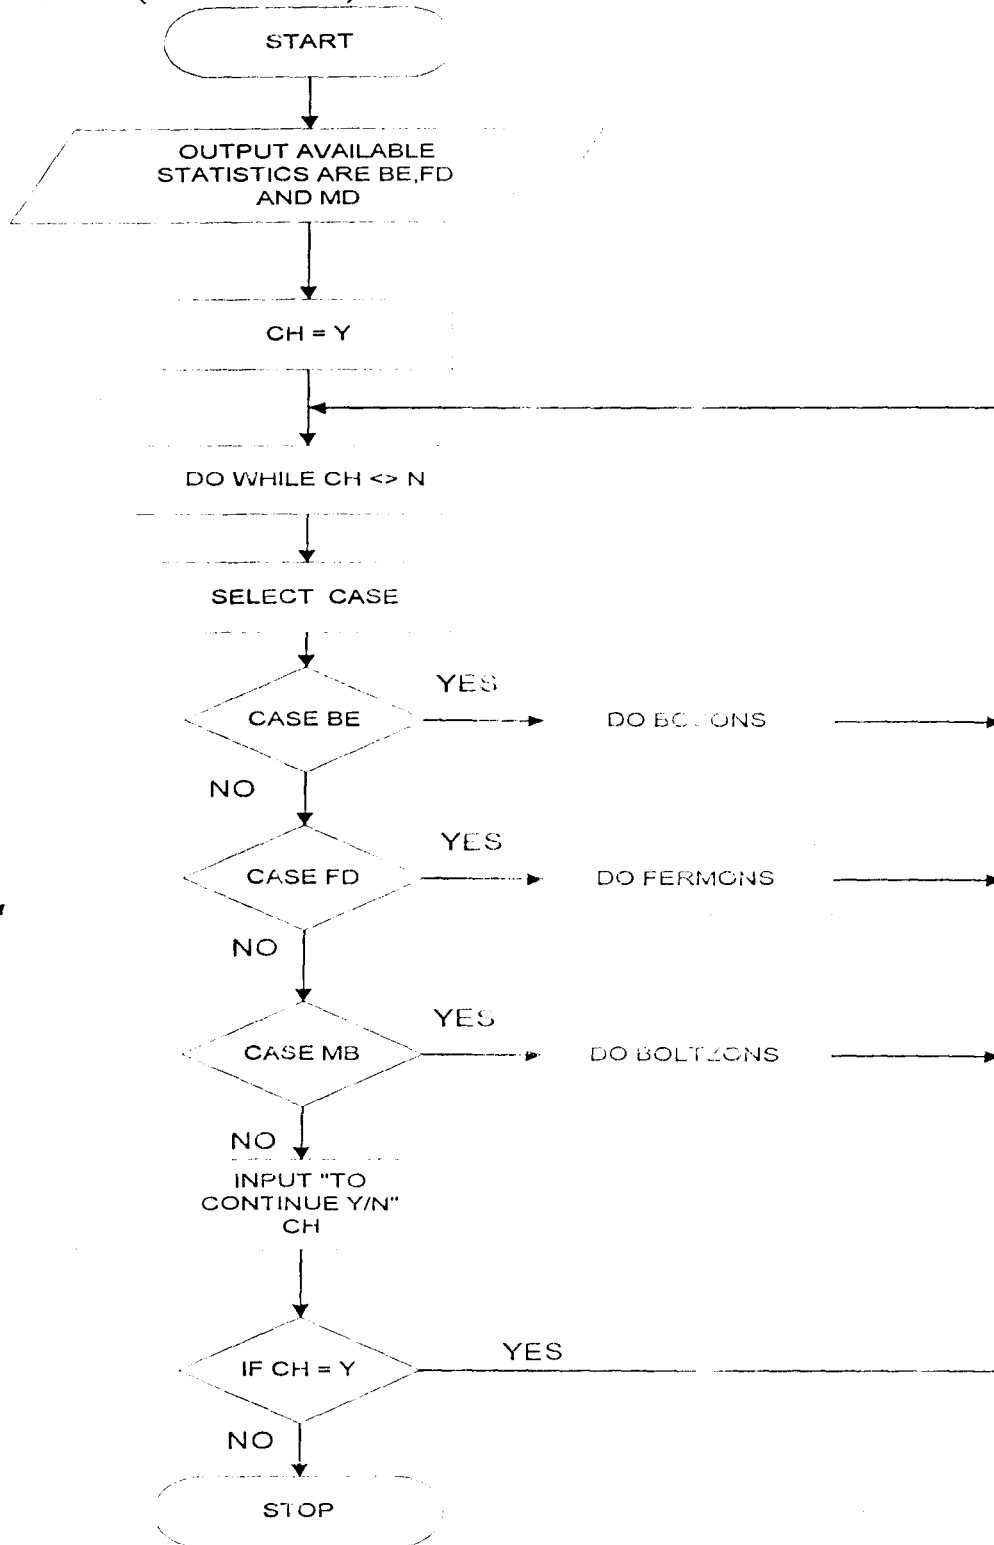 START
OUTPUT AVAILABLE
STATISTICS ARE BE,FD
AND MD
CH = Y
DO WHILE CH <> N
SELECT CASE
CASE BE
YES
DO
NO
CASE FD
YES
DO FERMONS
NO
CASE MB
YES
DO
NO
INPUT "TO
CONTINUE Y/N"
CH
IF CH = Y
YES
NO
STOP